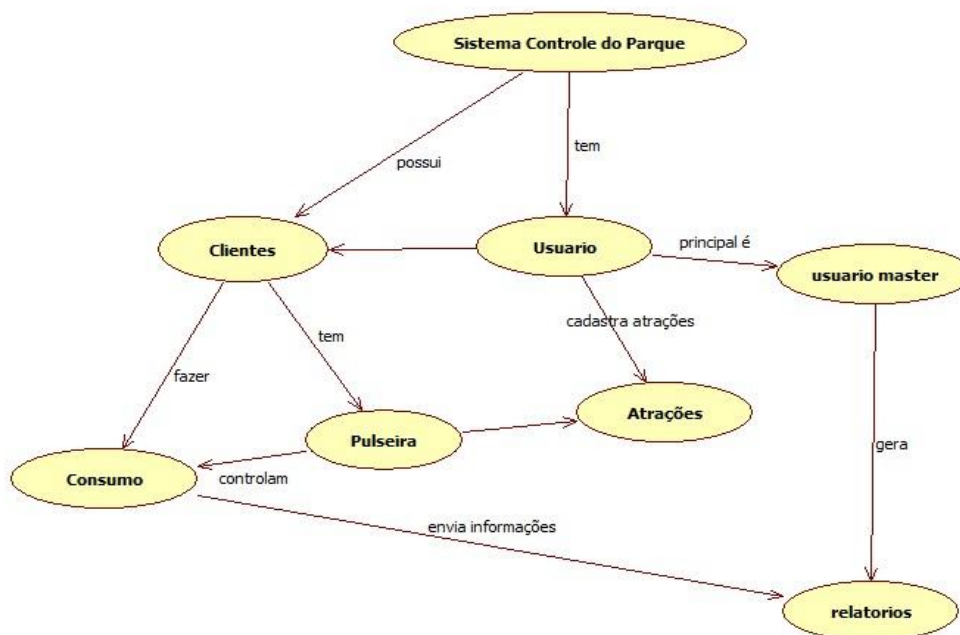 Sistema Controle do Parque
possui
tem
Clientes
Usuario
principal é
usuario master
cadastra atrações
tem
fazer
Atrações
Pulseira
Consumo
controlam
gera
envia informações
relatorios